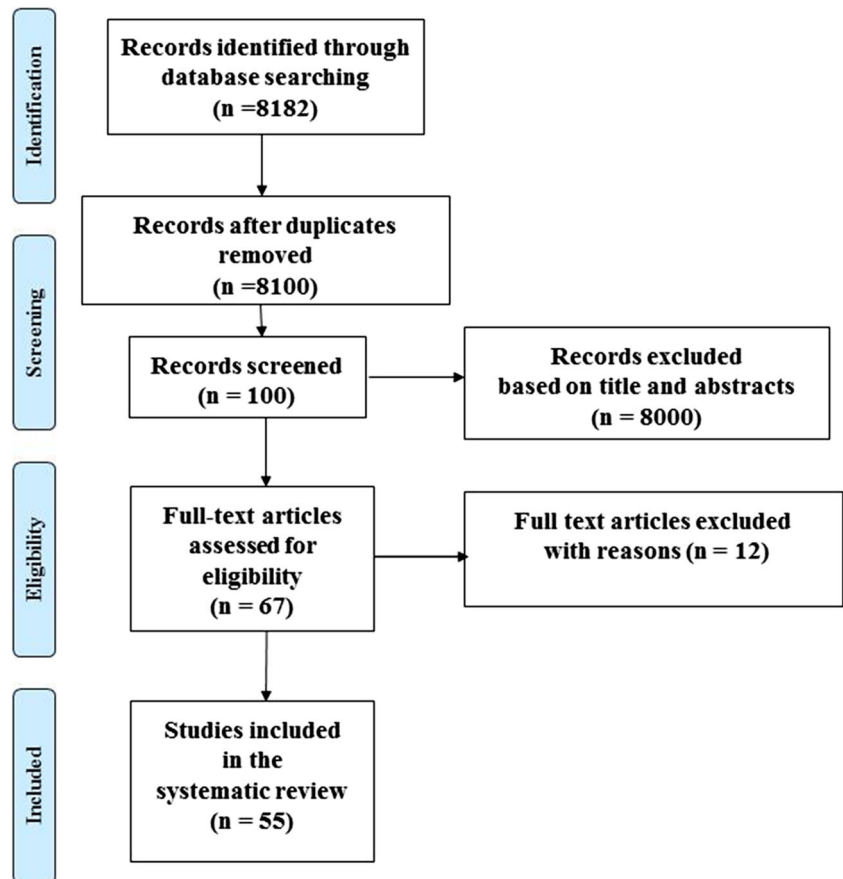 Identification
Records identified through
database searching
(n =8182)
Records after duplicates
removed
(n =8100)
Screening
Records screened
(n = 100)
Records excluded
based on title and abstracts
(n = 8000)
Eligibility
Full-text articles
assessed for
eligibility
(n = 67)
Full text articles excluded
with reasons (n = 12)
Included
Studies included
in the
systematic review
(n = 55)